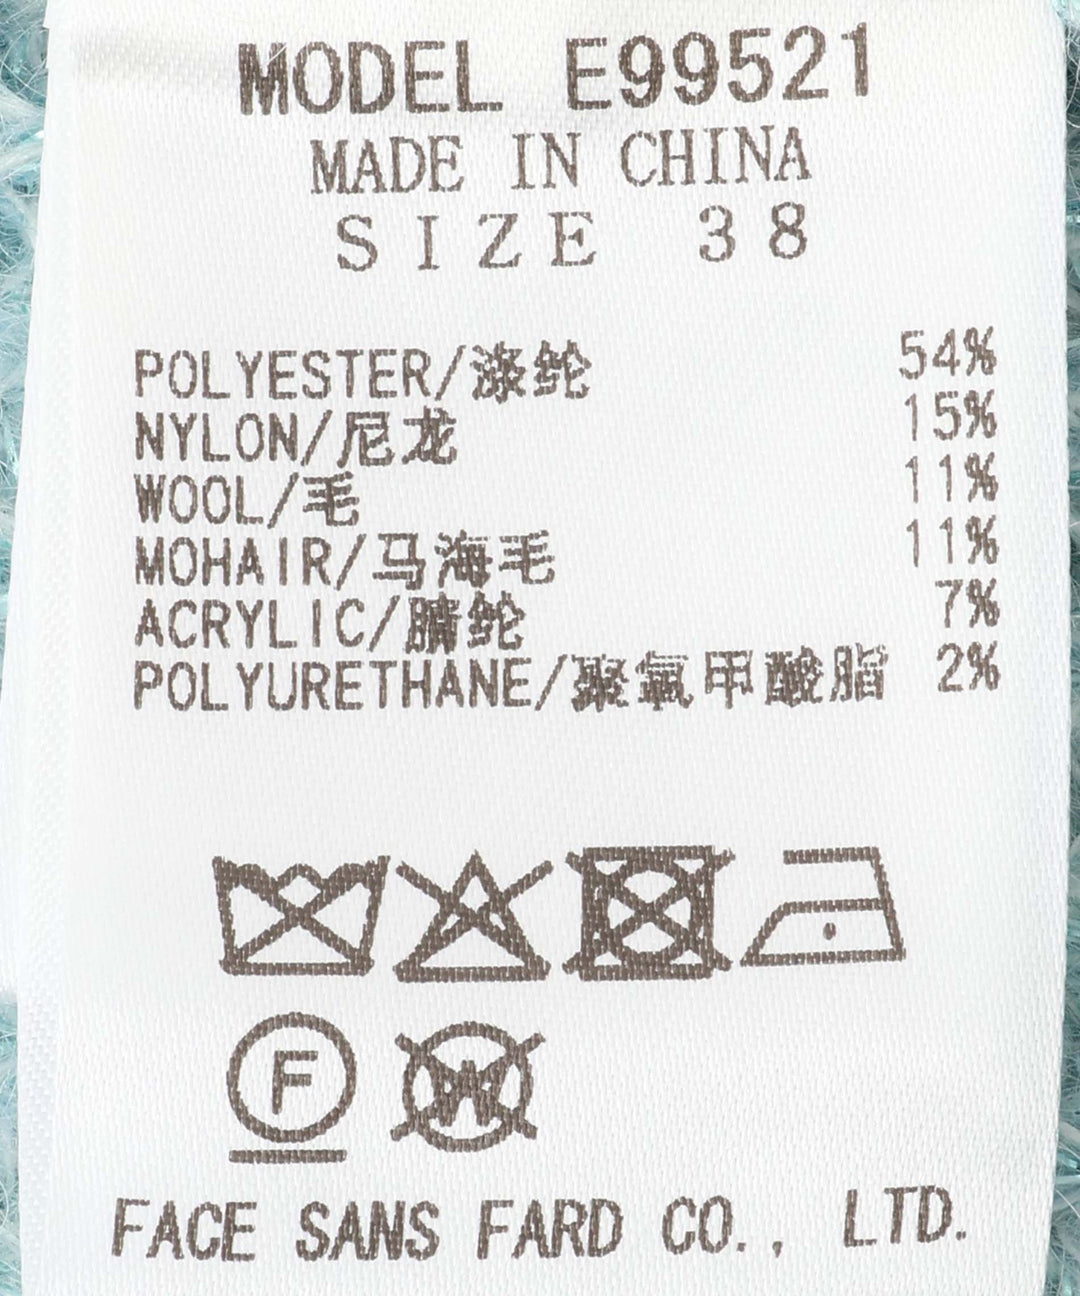 MODEL E99521
MADE IN CHINA
SIZE 38
POLYESTER/涤纶 54%
NYLON/尼龙 15%
WOOL/毛 11%
MOHAIR/马海毛 11%
ACRYLIC/腈纶 7%
POLYURETHANE/聚氨甲酸脂 2%
F W
FACE SANS FARD CO., LTD.